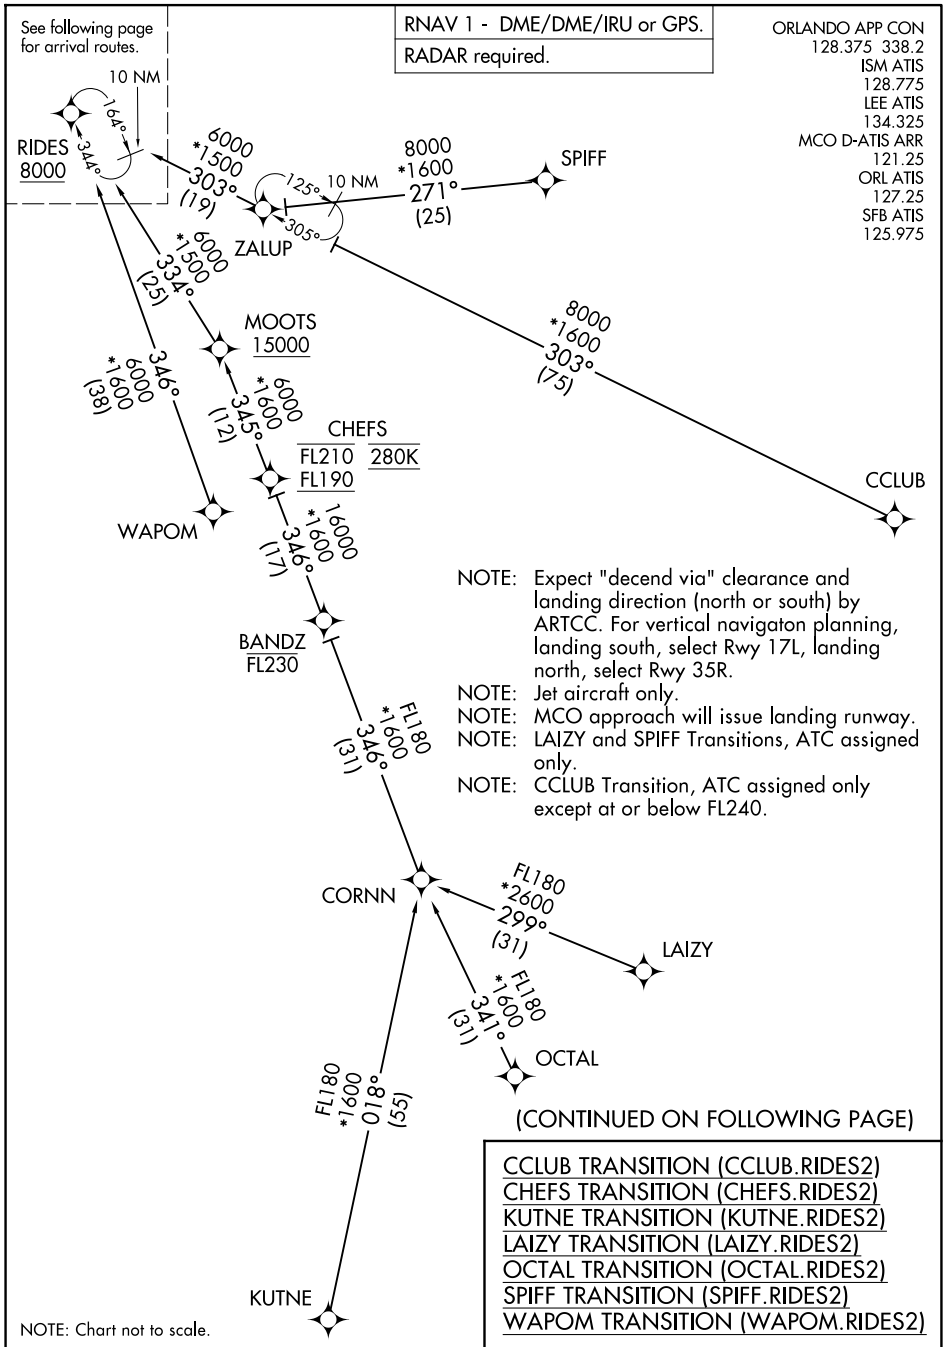 See following page
for arrival routes.
RNAV 1 - DME/DME/IRU or GPS.
RADAR required.
ORLANDO APP CON
128.375 338.2
ISM ATIS
128.775
LEE ATIS
134.325
MCO D-ATIS ARR
121.25
ORL ATIS
127.25
SFB ATIS
125.975
10 NM
164°
344°
RIDES
8000
6000
*1500
303°
(19)
125°
305°
10 NM
ZALUP
8000
*1600
271°
(25)
SPIFF
6000
*1500
334°
(25)
8000
*1600
303°
(75)
CCLUB
MOOTS
15000
6000
*1600
346°
(38)
6000
*1600
345°
(12)
CHEFS
FL210 280K
FL190
WAPOM
16000
*1600
346°
(17)
BANDZ
FL230
NOTE: Expect "decend via" clearance and
landing direction (north or south) by
ARTCC. For vertical navigaton planning,
landing south, select Rwy 17L, landing
north, select Rwy 35R.
NOTE: Jet aircraft only.
NOTE: MCO approach will issue landing runway.
NOTE: LAIZY and SPIFF Transitions, ATC assigned
only.
NOTE: CCLUB Transition, ATC assigned only
except at or below FL240.
FL180
*1600
346°
(31)
CORNN
FL180
*2600
299°
(31)
LAIZY
FL180
*1600
341°
(31)
OCTAL
FL180
*1600
018°
(55)
KUTNE
(CONTINUED ON FOLLOWING PAGE)
CCLUB TRANSITION (CCLUB.RIDES2)
CHEFS TRANSITION (CHEFS.RIDES2)
KUTNE TRANSITION (KUTNE.RIDES2)
LAIZY TRANSITION (LAIZY.RIDES2)
OCTAL TRANSITION (OCTAL.RIDES2)
SPIFF TRANSITION (SPIFF.RIDES2)
WAPOM TRANSITION (WAPOM.RIDES2)
NOTE: Chart not to scale.